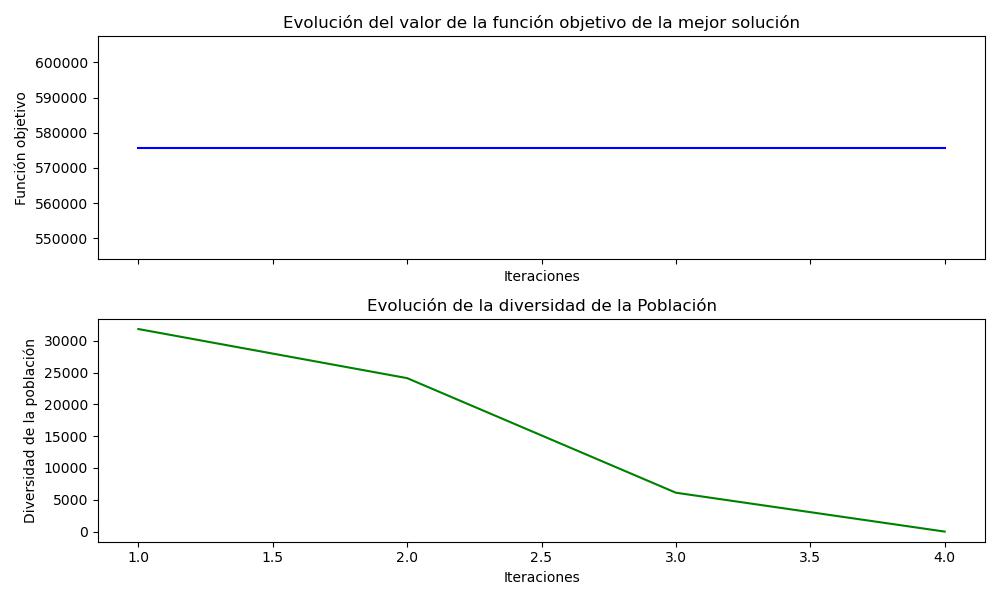 Evolución del valor de la función objetivo de la mejor solución
Función objetivo
600000
590000
580000
570000
560000
550000
Iteraciones
Evolución de la diversidad de la Población
Diversidad de la población
30000
25000
20000
15000
10000
5000
0
1.0 1.5 2.0 2.5 3.0 3.5 4.0
Iteraciones